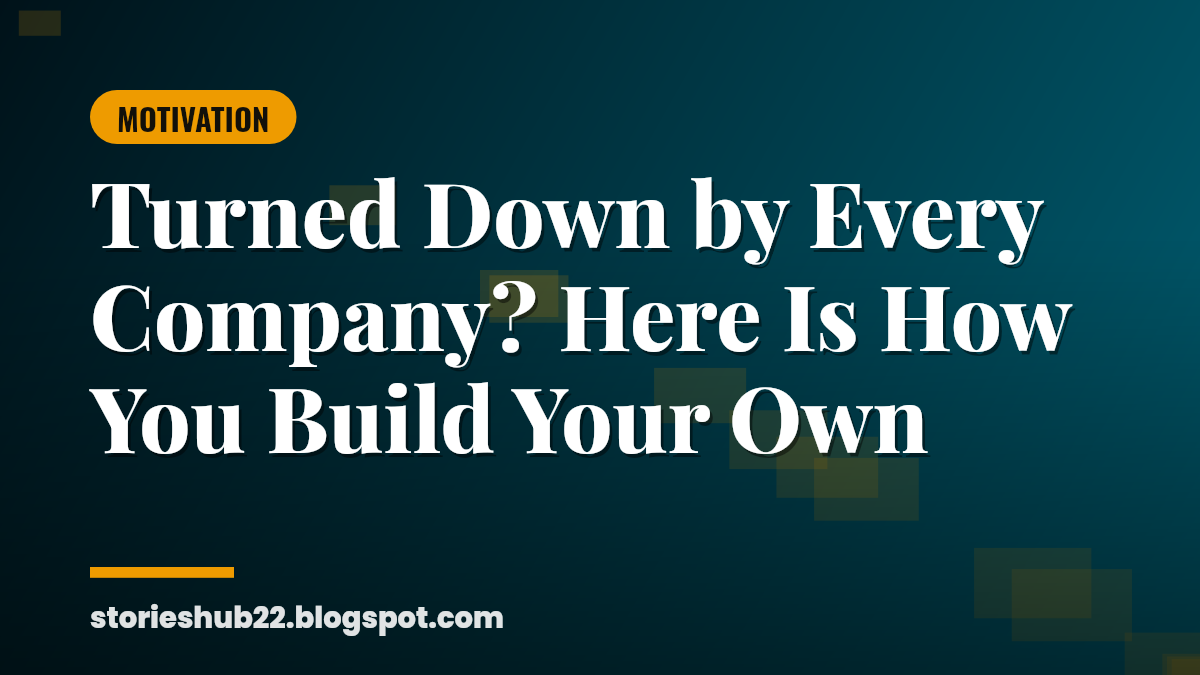 MOTIVATION
Turned Down by Every
Company? Here Is How
You Build Your Own
storieshub22.blogspot.com